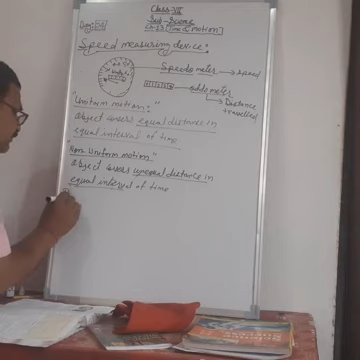 Class-VII
Sub-Science
Ch-13 Time & Motion
Speed measuring device:
Speedometer → Speed
odometer
→ Distance
travelled
"Uniform motion:"
Object covers equal distance in
equal interval of time
"Non Uniform motion"
Object covers unequal distance in
equal interval of time